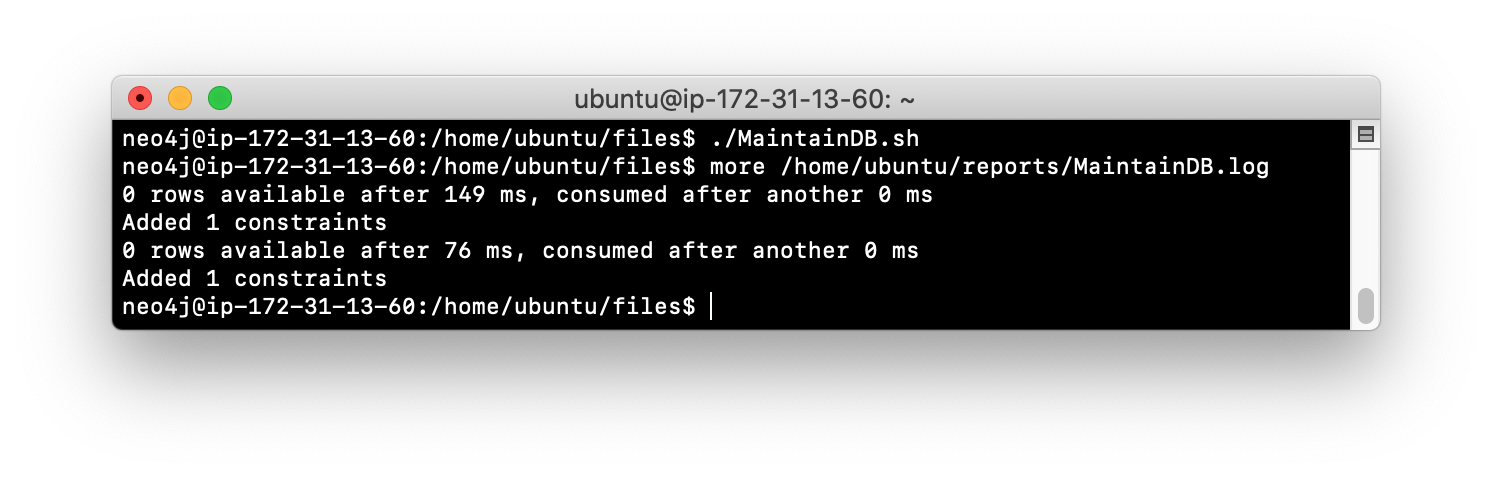 ubuntu@ip-172-31-13-60: ~
neo4j@ip-172-31-13-60:/home/ubuntu/files$ ./MaintainDB.sh
neo4j@ip-172-31-13-60:/home/ubuntu/files$ more /home/ubuntu/reports/MaintainDB.log
0 rows available after 149 ms, consumed after another 0 ms
Added 1 constraints
0 rows available after 76 ms, consumed after another 0 ms
Added 1 constraints
neo4j@ip-172-31-13-60:/home/ubuntu/files$